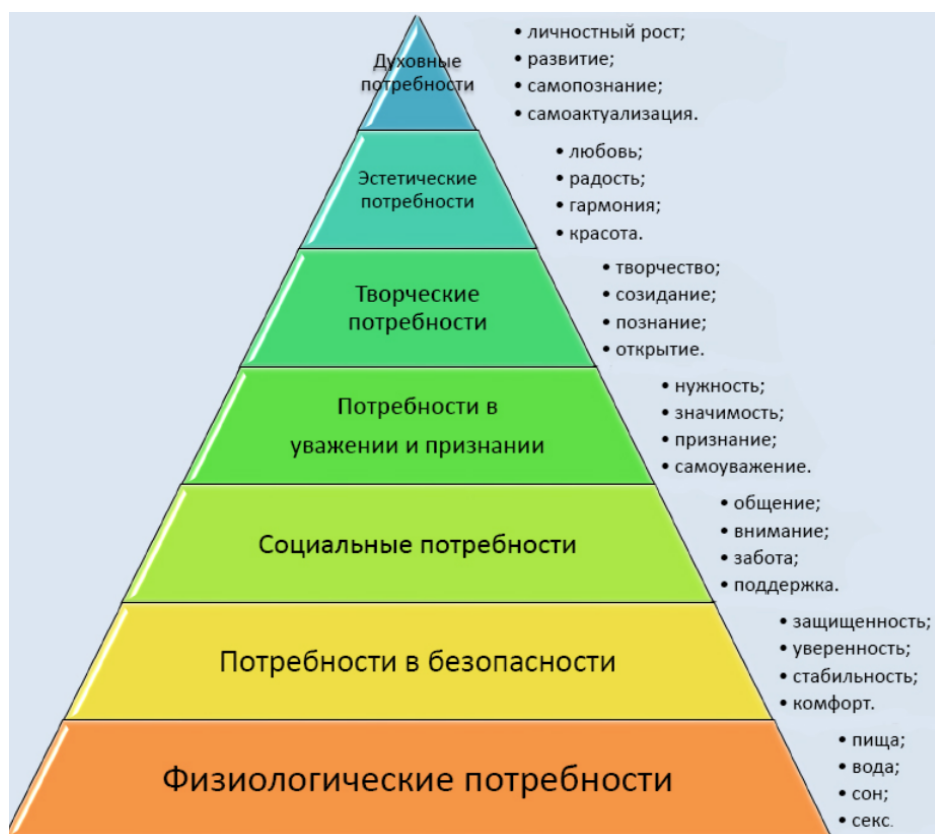 Духовные
потребности
• личностный рост;
• развитие;
• самопознание;
• самоактуализация.
Эстетические
потребности
• любовь;
• радость;
• гармония;
• красота.
Творческие
потребности
• творчество;
• созидание;
• познание;
• открытие.
Потребности в
уважении и признании
• нужность;
• значимость;
• признание;
• самоуважение.
Социальные потребности
• общение;
• внимание;
• забота;
• поддержка.
Потребности в безопасности
• защищенность;
• уверенность;
• стабильность;
• комфорт.
Физиологические потребности
• пища;
• вода;
• сон;
• секс.